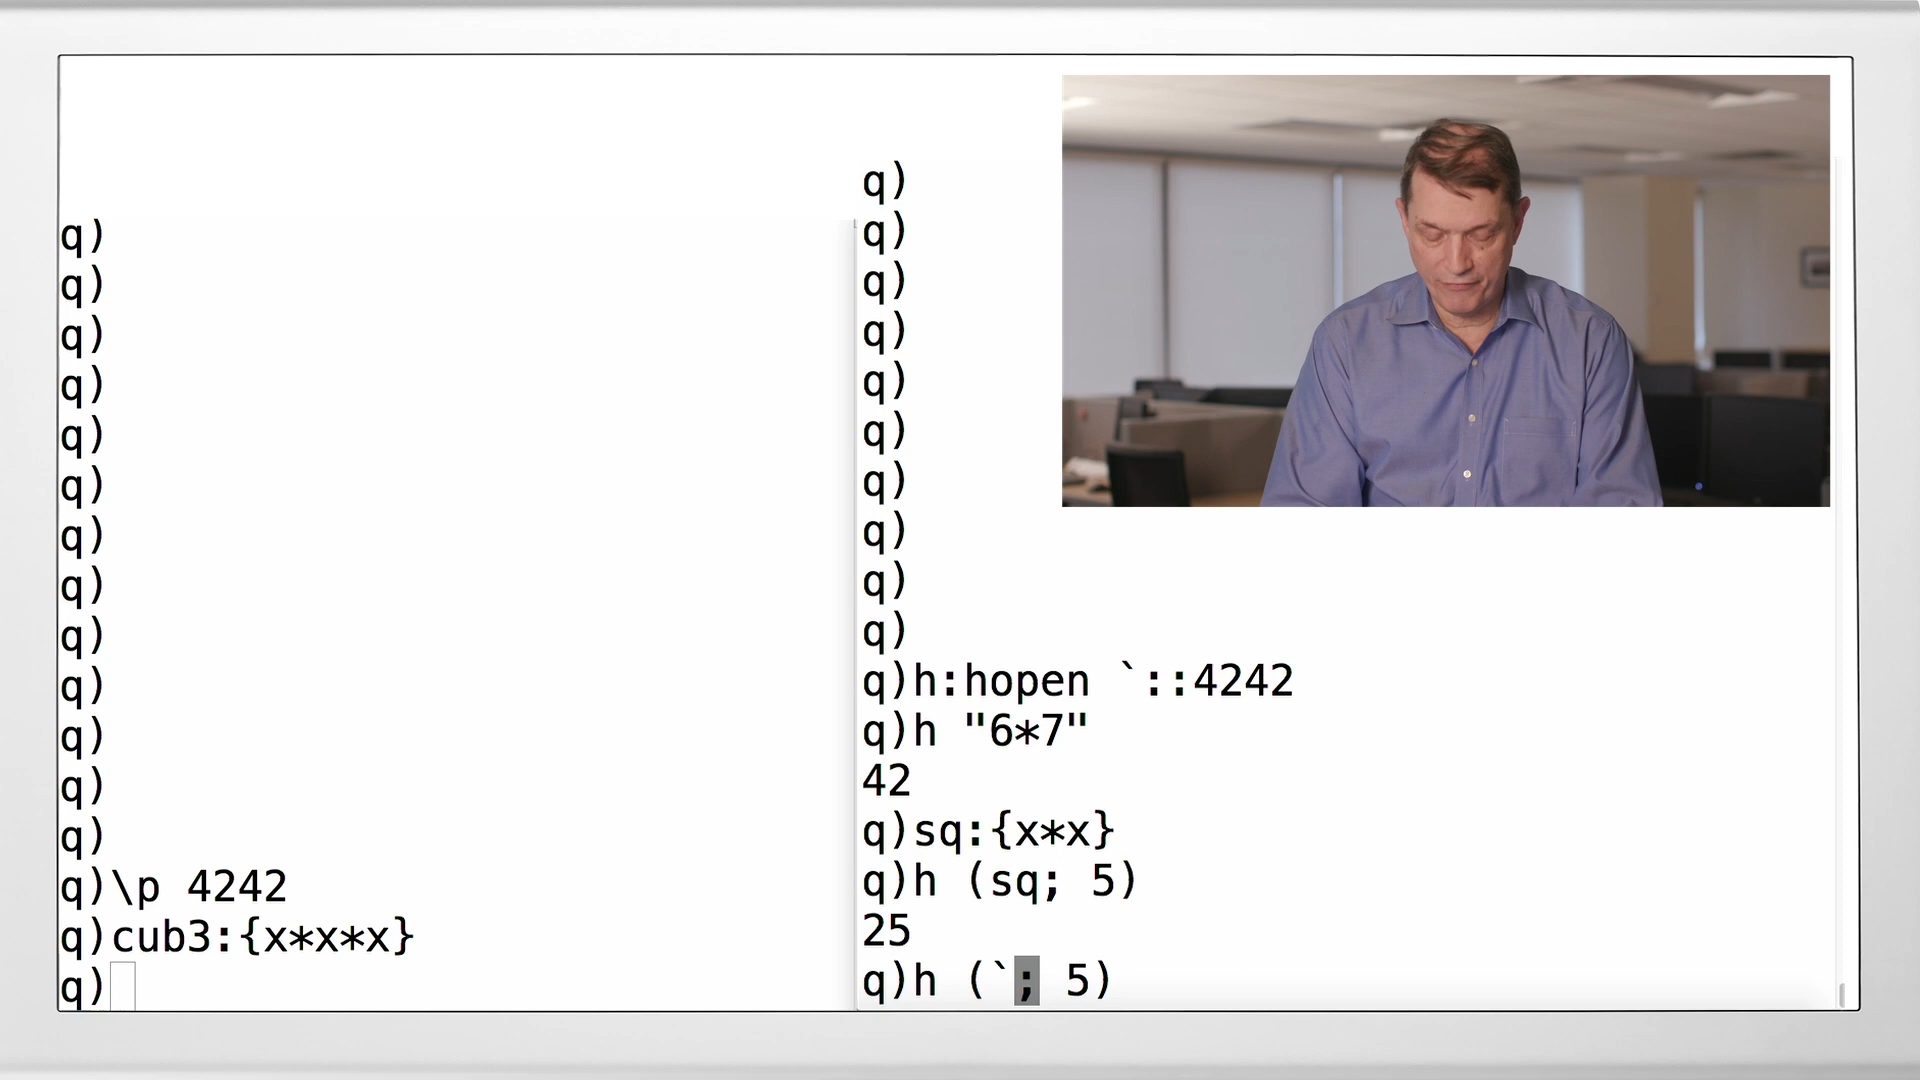 q)
q)
q)
q)
q)
q)
q)
q)
q)
q)
q)
q)
q)
q)\p 4242
q)cub3:{x*x*x}
q)
q)
q)
q)
q)
q)
q)
q)
q)
q)
q)
q)h:hopen `::4242
q)h "6*7"
42
q)sq:{x*x}
q)h (sq; 5)
25
q)h (`; 5)